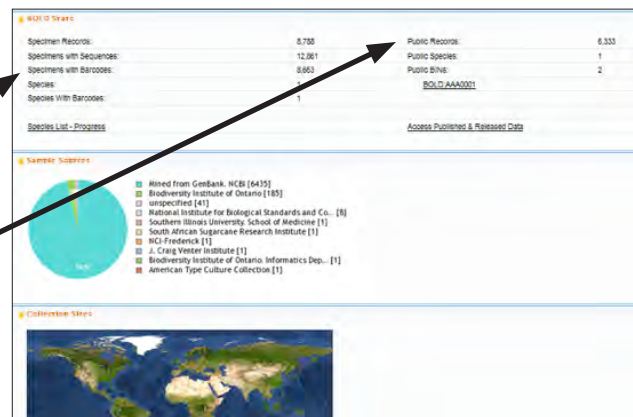 BOLD Stats
Specimen Records: 8,788
Specimens with Sequences: 12,861
Specimens with Barcodes: 8,663
Species: 1
Species With Barcodes: 1
Public Records: 6,333
Public Species: 1
Public BINs: 2
BOLD:AAA0001
Species List - Progress
Access Published & Released Data
Sample Sources
Mined from GenBank, NCBI [6435]
Biodiversity Institute of Ontario [185]
unspecified [41]
National Institute for Biological Standards and Co... [8]
Southern Illinois University, School of Medicine [1]
South African Sugarcane Research Institute [1]
NCI-Frederick [1]
J. Craig Venter Institute [1]
Biodiversity Institute of Ontario, Informatics Dep... [1]
American Type Culture Collection [1]
Collection Sites